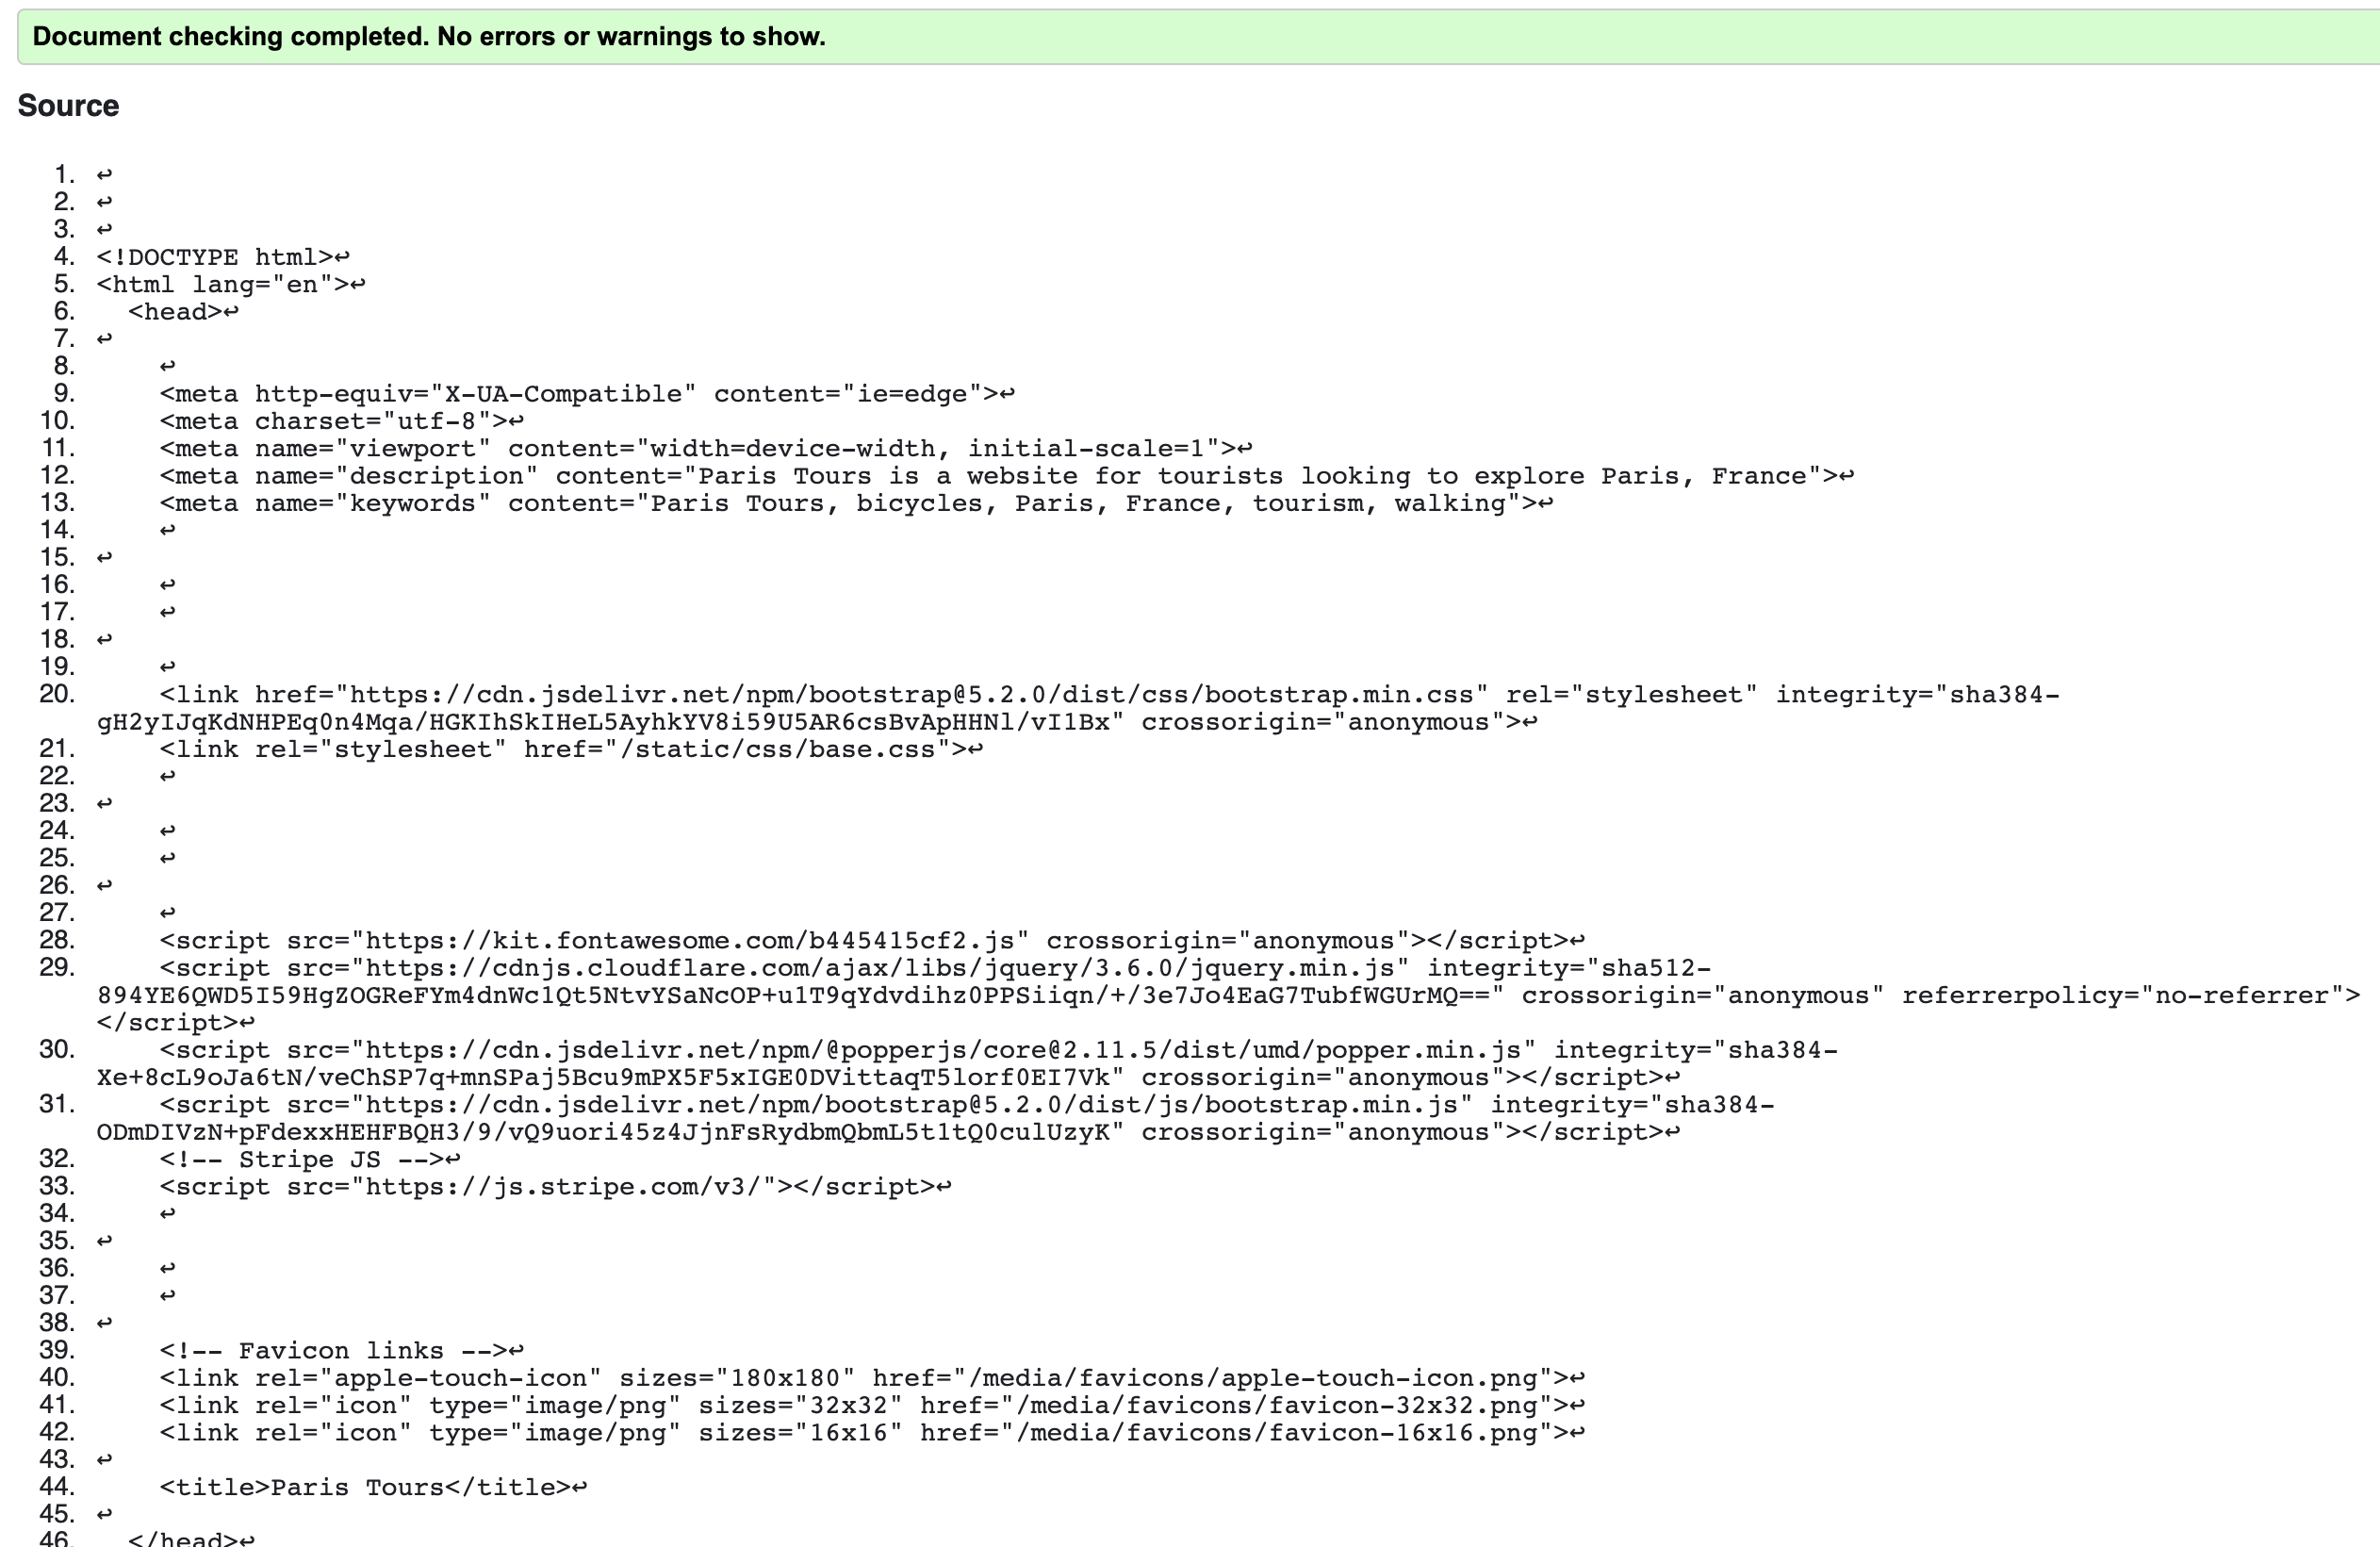 Document checking completed. No errors or warnings to show.
Source
1. ↩
2. ↩
3. ↩
4. <!DOCTYPE html>↩
5. <html lang="en">↩
6.   <head>↩
7. ↩
8.     ↩
9.     <meta http-equiv="X-UA-Compatible" content="ie=edge">↩
10.     <meta charset="utf-8">↩
11.     <meta name="viewport" content="width=device-width, initial-scale=1">↩
12.     <meta name="description" content="Paris Tours is a website for tourists looking to explore Paris, France">↩
13.     <meta name="keywords" content="Paris Tours, bicycles, Paris, France, tourism, walking">↩
14.     ↩
15. ↩
16.     ↩
17.     ↩
18. ↩
19.     ↩
20.     <link href="https://cdn.jsdelivr.net/npm/bootstrap@5.2.0/dist/css/bootstrap.min.css" rel="stylesheet" integrity="sha384-
gH2yIJqKdNHPEq0n4Mqa/HGKIhSkIHeL5AyhkYV8i59U5AR6csBvApHHNl/vI1Bx" crossorigin="anonymous">↩
21.     <link rel="stylesheet" href="/static/css/base.css">↩
22.     ↩
23. ↩
24.     ↩
25.     ↩
26. ↩
27.     ↩
28.     <script src="https://kit.fontawesome.com/b445415cf2.js" crossorigin="anonymous"></script>↩
29.     <script src="https://cdnjs.cloudflare.com/ajax/libs/jquery/3.6.0/jquery.min.js" integrity="sha512-
894YE6QWD5I59HgZOGReFYm4dnWc1Qt5NtvYSaNcOP+u1T9qYdvdihz0PPSiiqn/+/3e7Jo4EaG7TubfWGUrMQ==" crossorigin="anonymous" referrerpolicy="no-referrer">
</script>↩
30.     <script src="https://cdn.jsdelivr.net/npm/@popperjs/core@2.11.5/dist/umd/popper.min.js" integrity="sha384-
Xe+8cL9oJa6tN/veChSP7q+mnSPaj5Bcu9mPX5F5xIGE0DVittaqT5lorf0EI7Vk" crossorigin="anonymous"></script>↩
31.     <script src="https://cdn.jsdelivr.net/npm/bootstrap@5.2.0/dist/js/bootstrap.min.js" integrity="sha384-
ODmDIVzN+pFdexxHEHFBQH3/9/vQ9uori45z4JjnFsRydbmQbmL5t1tQ0culUzyK" crossorigin="anonymous"></script>↩
32.     <!-- Stripe JS -->↩
33.     <script src="https://js.stripe.com/v3/"></script>↩
34.     ↩
35. ↩
36.     ↩
37.     ↩
38. ↩
39.     <!-- Favicon links -->↩
40.     <link rel="apple-touch-icon" sizes="180x180" href="/media/favicons/apple-touch-icon.png">↩
41.     <link rel="icon" type="image/png" sizes="32x32" href="/media/favicons/favicon-32x32.png">↩
42.     <link rel="icon" type="image/png" sizes="16x16" href="/media/favicons/favicon-16x16.png">↩
43. ↩
44.     <title>Paris Tours</title>↩
45. ↩
46.   </head>↩